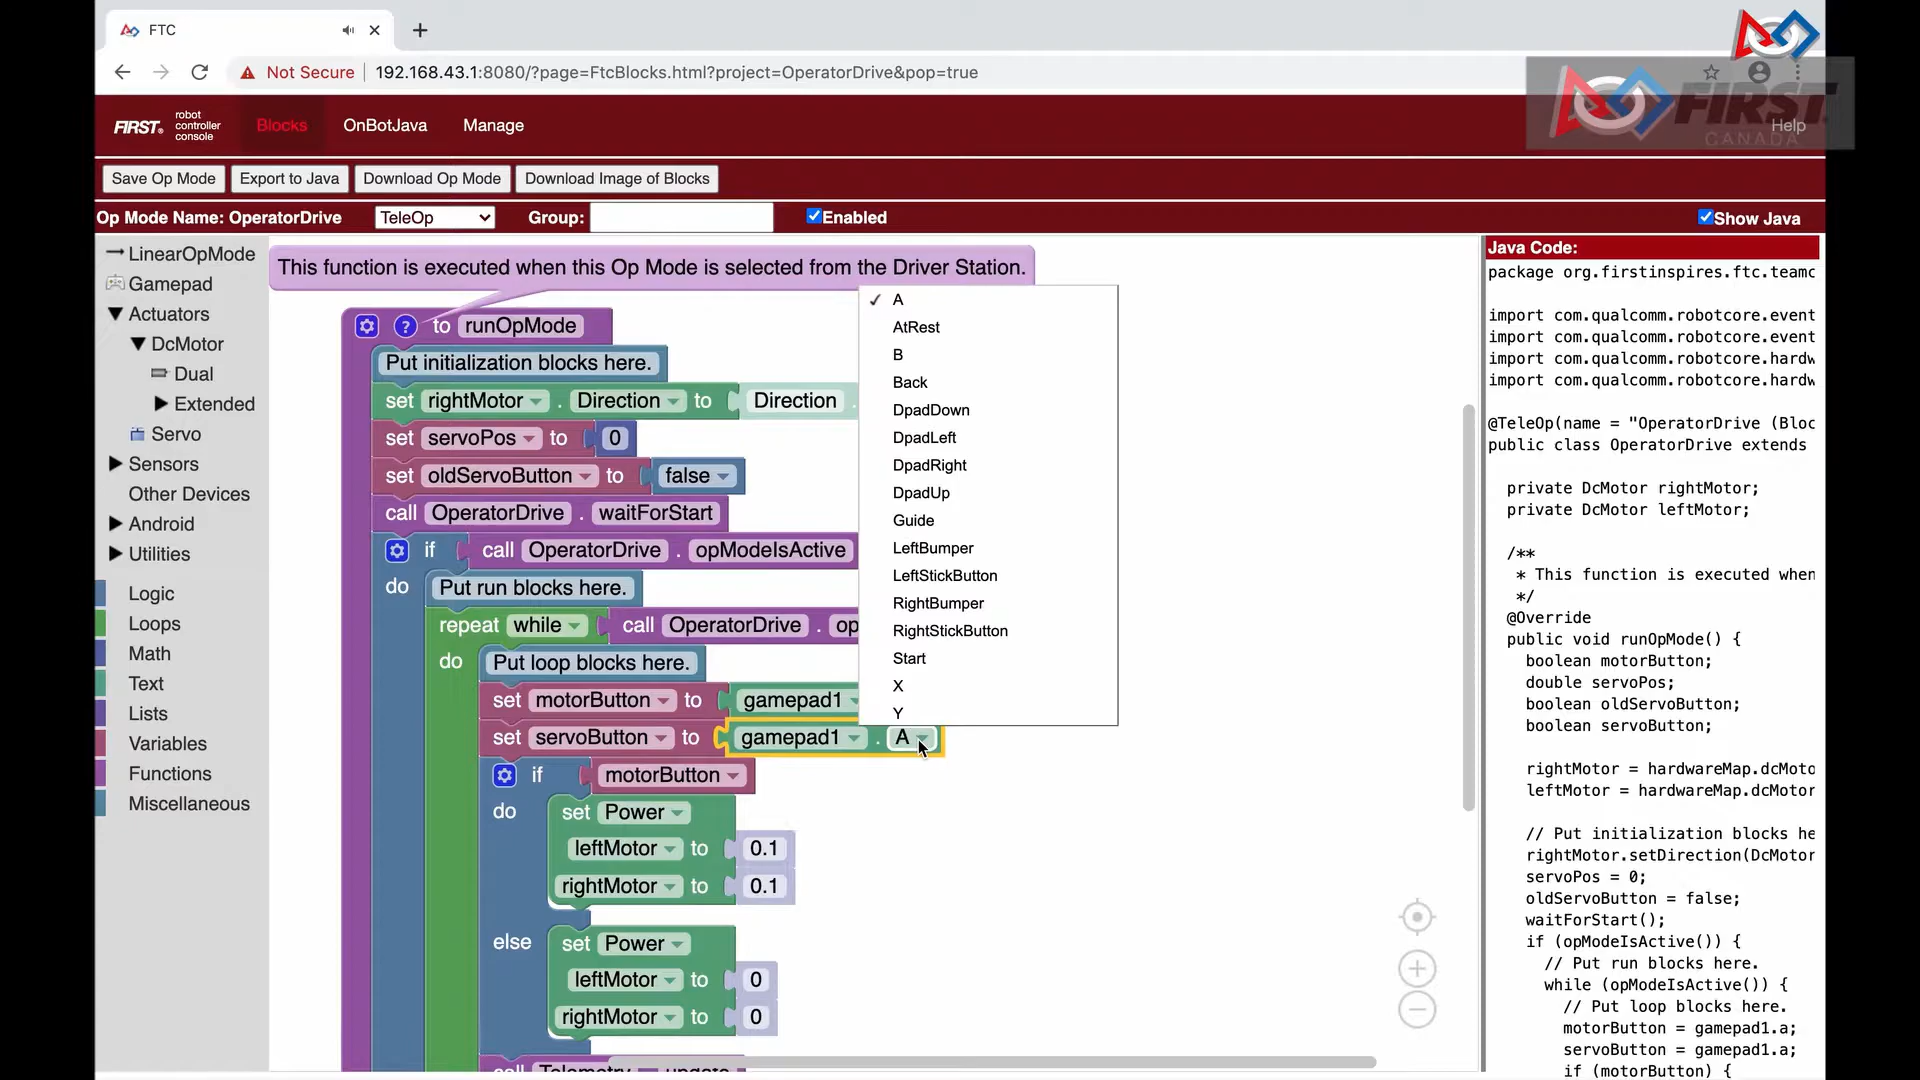 FTC
Not Secure
192.168.43.1:8080/?page=FtcBlocks.html?project=OperatorDrive&pop=true
FIRST
CANADA
FIRST.
robot
controller
console
Blocks
OnBotJava
Manage
Help
Save Op Mode
Export to Java
Download Op Mode
Download Image of Blocks
Op Mode Name: OperatorDrive
TeleOp
Group:
Enabled
Show Java
LinearOpMode
Gamepad
Actuators
DcMotor
Dual
Extended
Servo
Sensors
Other Devices
Android
Utilities
Logic
Loops
Math
Text
Lists
Variables
Functions
Miscellaneous
This function is executed when this Op Mode is selected from the Driver Station.
? to runOpMode
Put initialization blocks here.
set rightMotor . Direction to Direction .
set servoPos to 0
set oldServoButton to false
call OperatorDrive . waitForStart
if call OperatorDrive . opModeIsActive
do Put run blocks here.
repeat while call OperatorDrive . op
do Put loop blocks here.
set motorButton to gamepad1
set servoButton to gamepad1 . A
if motorButton
do set Power
leftMotor to 0.1
rightMotor to 0.1
else set Power
leftMotor to 0
rightMotor to 0
call Telemetry update
✓ A
AtRest
B
Back
DpadDown
DpadLeft
DpadRight
DpadUp
Guide
LeftBumper
LeftStickButton
RightBumper
RightStickButton
Start
X
Y
Java Code:
package org.firstinspires.ftc.teamc
import com.qualcomm.robotcore.event
import com.qualcomm.robotcore.event
import com.qualcomm.robotcore.hardw
import com.qualcomm.robotcore.hardw
@TeleOp(name = "OperatorDrive (Bloc
public class OperatorDrive extends
private DcMotor rightMotor;
private DcMotor leftMotor;
/**
* This function is executed when
*/
@Override
public void runOpMode() {
boolean motorButton;
double servoPos;
boolean oldServoButton;
boolean servoButton;
rightMotor = hardwareMap.dcMoto
leftMotor = hardwareMap.dcMotor
// Put initialization blocks he
rightMotor.setDirection(DcMotor
servoPos = 0;
oldServoButton = false;
waitForStart();
if (opModeIsActive()) {
// Put run blocks here.
while (opModeIsActive()) {
// Put loop blocks here.
motorButton = gamepad1.a;
servoButton = gamepad1.a;
if (motorButton) {